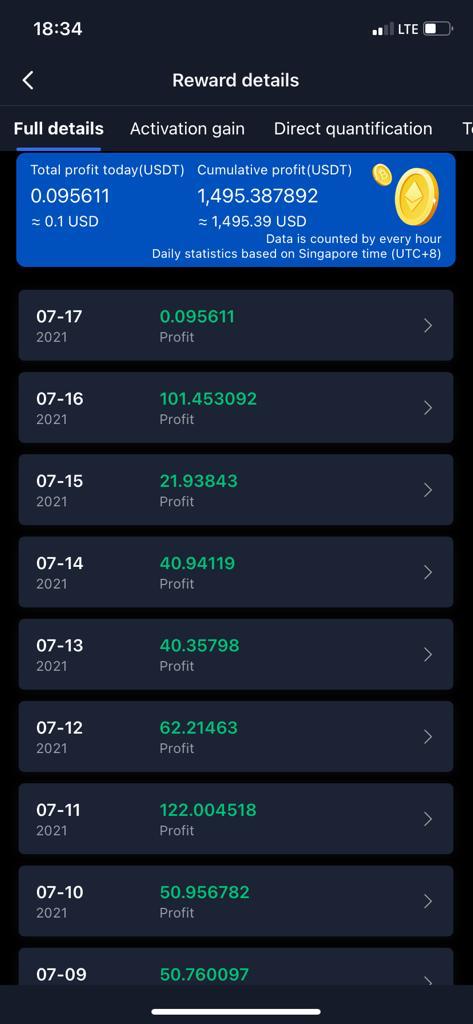 18:34
LTE
Reward details
Full details Activation gain Direct quantification
Total profit today(USDT) Cumulative profit(USDT)
0.095611 1,495.387892
≈ 0.1 USD ≈ 1,495.39 USD
Data is counted by every hour
Daily statistics based on Singapore time (UTC+8)
07-17 0.095611
2021 Profit
07-16 101.453092
2021 Profit
07-15 21.93843
2021 Profit
07-14 40.94119
2021 Profit
07-13 40.35798
2021 Profit
07-12 62.21463
2021 Profit
07-11 122.004518
2021 Profit
07-10 50.956782
2021 Profit
07-09 50.760097